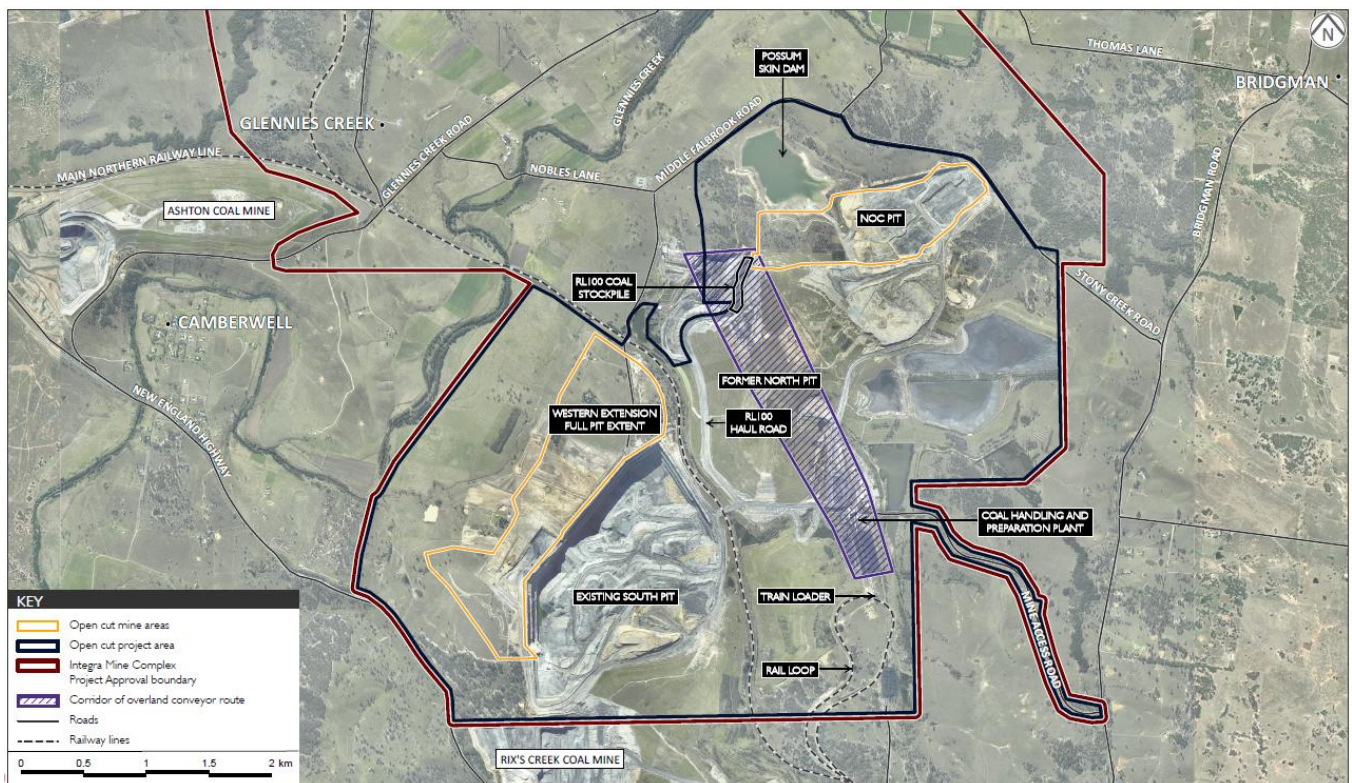 N
THOMAS LANE
BRIDGMAN
POSSUM
SKIN DAM
GLENNIES CREEK
GLENNIES CREEK
GLENNIES CREEK ROAD
MIDDLE FALBROOK ROAD
NOBLES LANE
MAIN NORTHERN RAILWAY LINE
BRIDGMAN ROAD
ASHTON COAL MINE
NOC PIT
STONY CREEK ROAD
RL100 COAL
STOCKPILE
CAMBERWELL
FORMER NORTH PIT
NEW ENGLAND HIGHWAY
WESTERN EXTENSION
FULL PIT EXTENT
RL100
HAUL ROAD
COAL HANDLING AND
PREPARATION PLANT
EXISTING SOUTH PIT
TRAIN LOADER
MINE ACCESS ROAD
RAIL LOOP
RIX'S CREEK COAL MINE
KEY
Open cut mine areas
Open cut project area
Integra Mine Complex
Project Approval boundary
Corridor of overland conveyor route
Roads
Railway lines
0 0.5 1 1.5 2 km